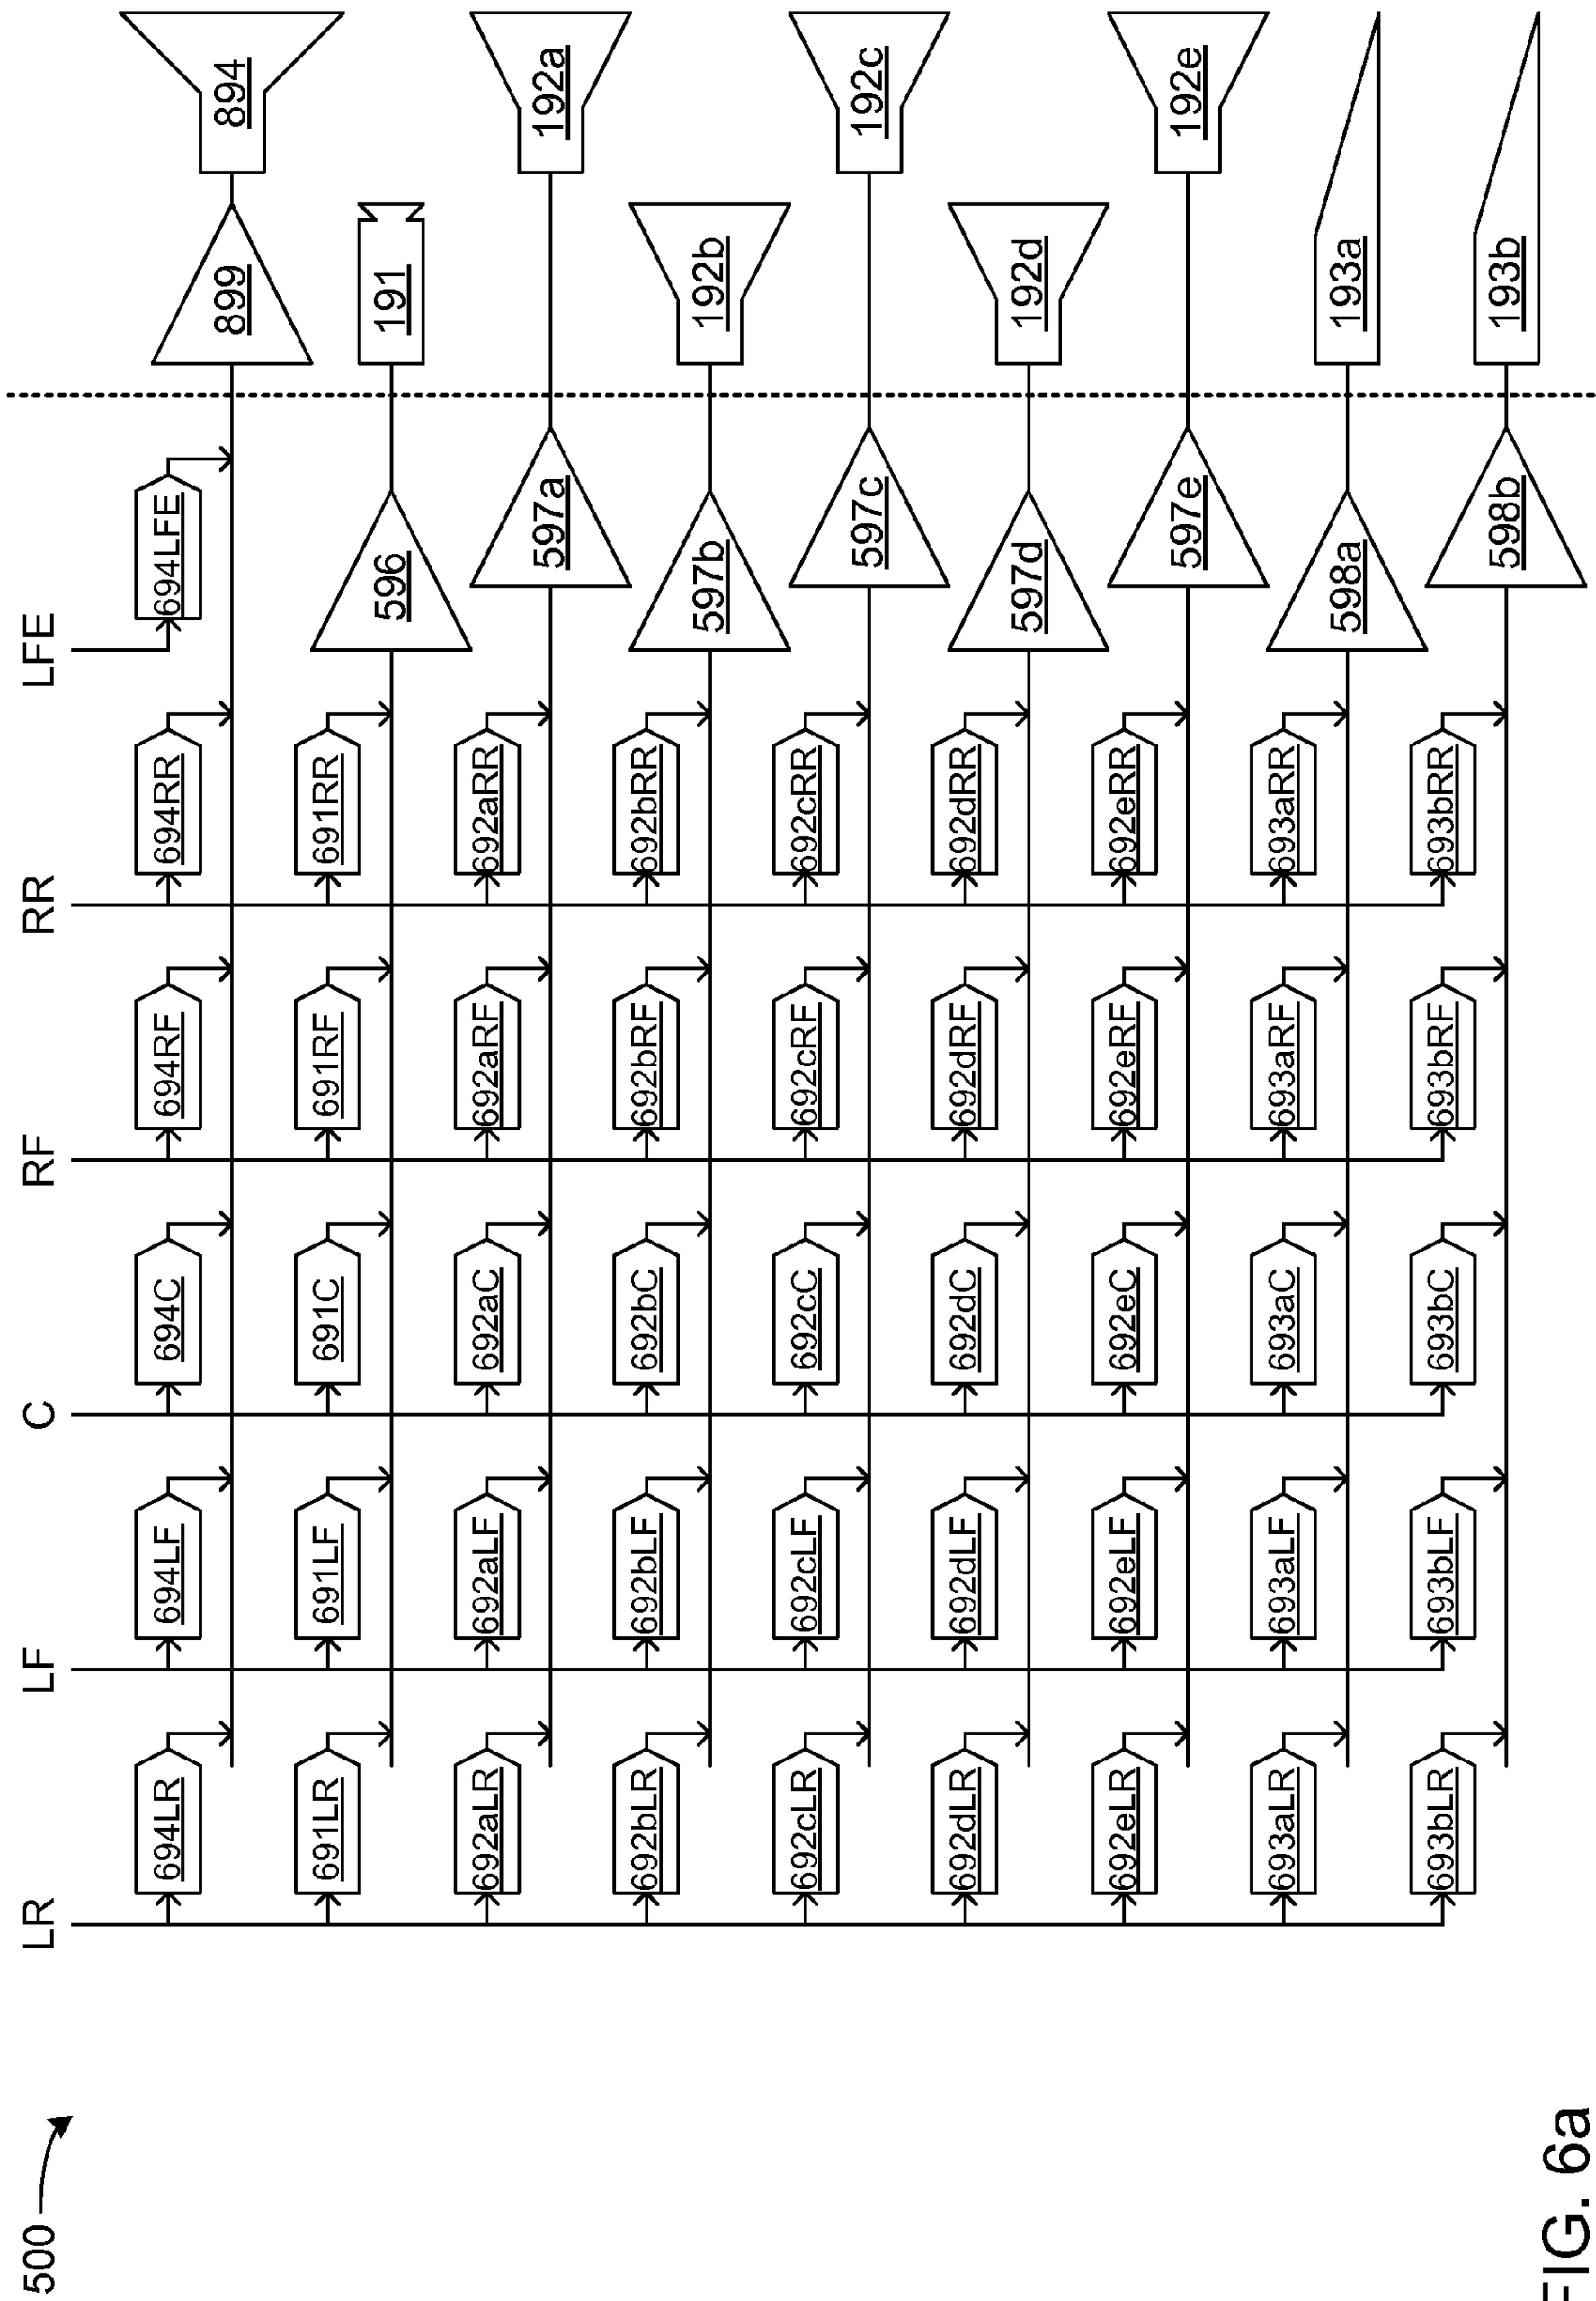 500
LR LF C RF RR LFE
694LR 694LF 694C 694RF 694RR 694LFE 899 894
691LR 691LF 691C 691RF 691RR 596 191
692aLR 692aLF 692aC 692aRF 692aRR 597a 192a
692bLR 692bLF 692bC 692bRF 692bRR 597b 192b
692cLR 692cLF 692cC 692cRF 692cRR 597c 192c
692dLR 692dLF 692dC 692dRF 692dRR 597d 192d
692eLR 692eLF 692eC 692eRF 692eRR 597e 192e
693aLR 693aLF 693aC 693aRF 693aRR 598a 193a
693bLR 693bLF 693bC 693bRF 693bRR 598b 193b
FIG. 6a